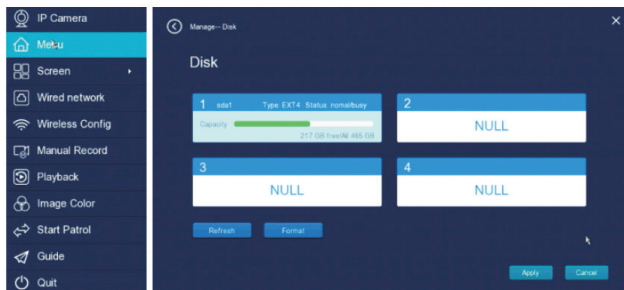 IP Camera
Menu
Screen
Wired network
Wireless Config
Manual Record
Playback
Image Color
Start Patrol
Guide
Quit
Manage-- Disk
Disk
1 sda1 Type EXT4 Status nomal/busy
Capacity
217 GB free/All 465 GB
2
NULL
3
NULL
4
NULL
Refresh Format
Apply Cancel